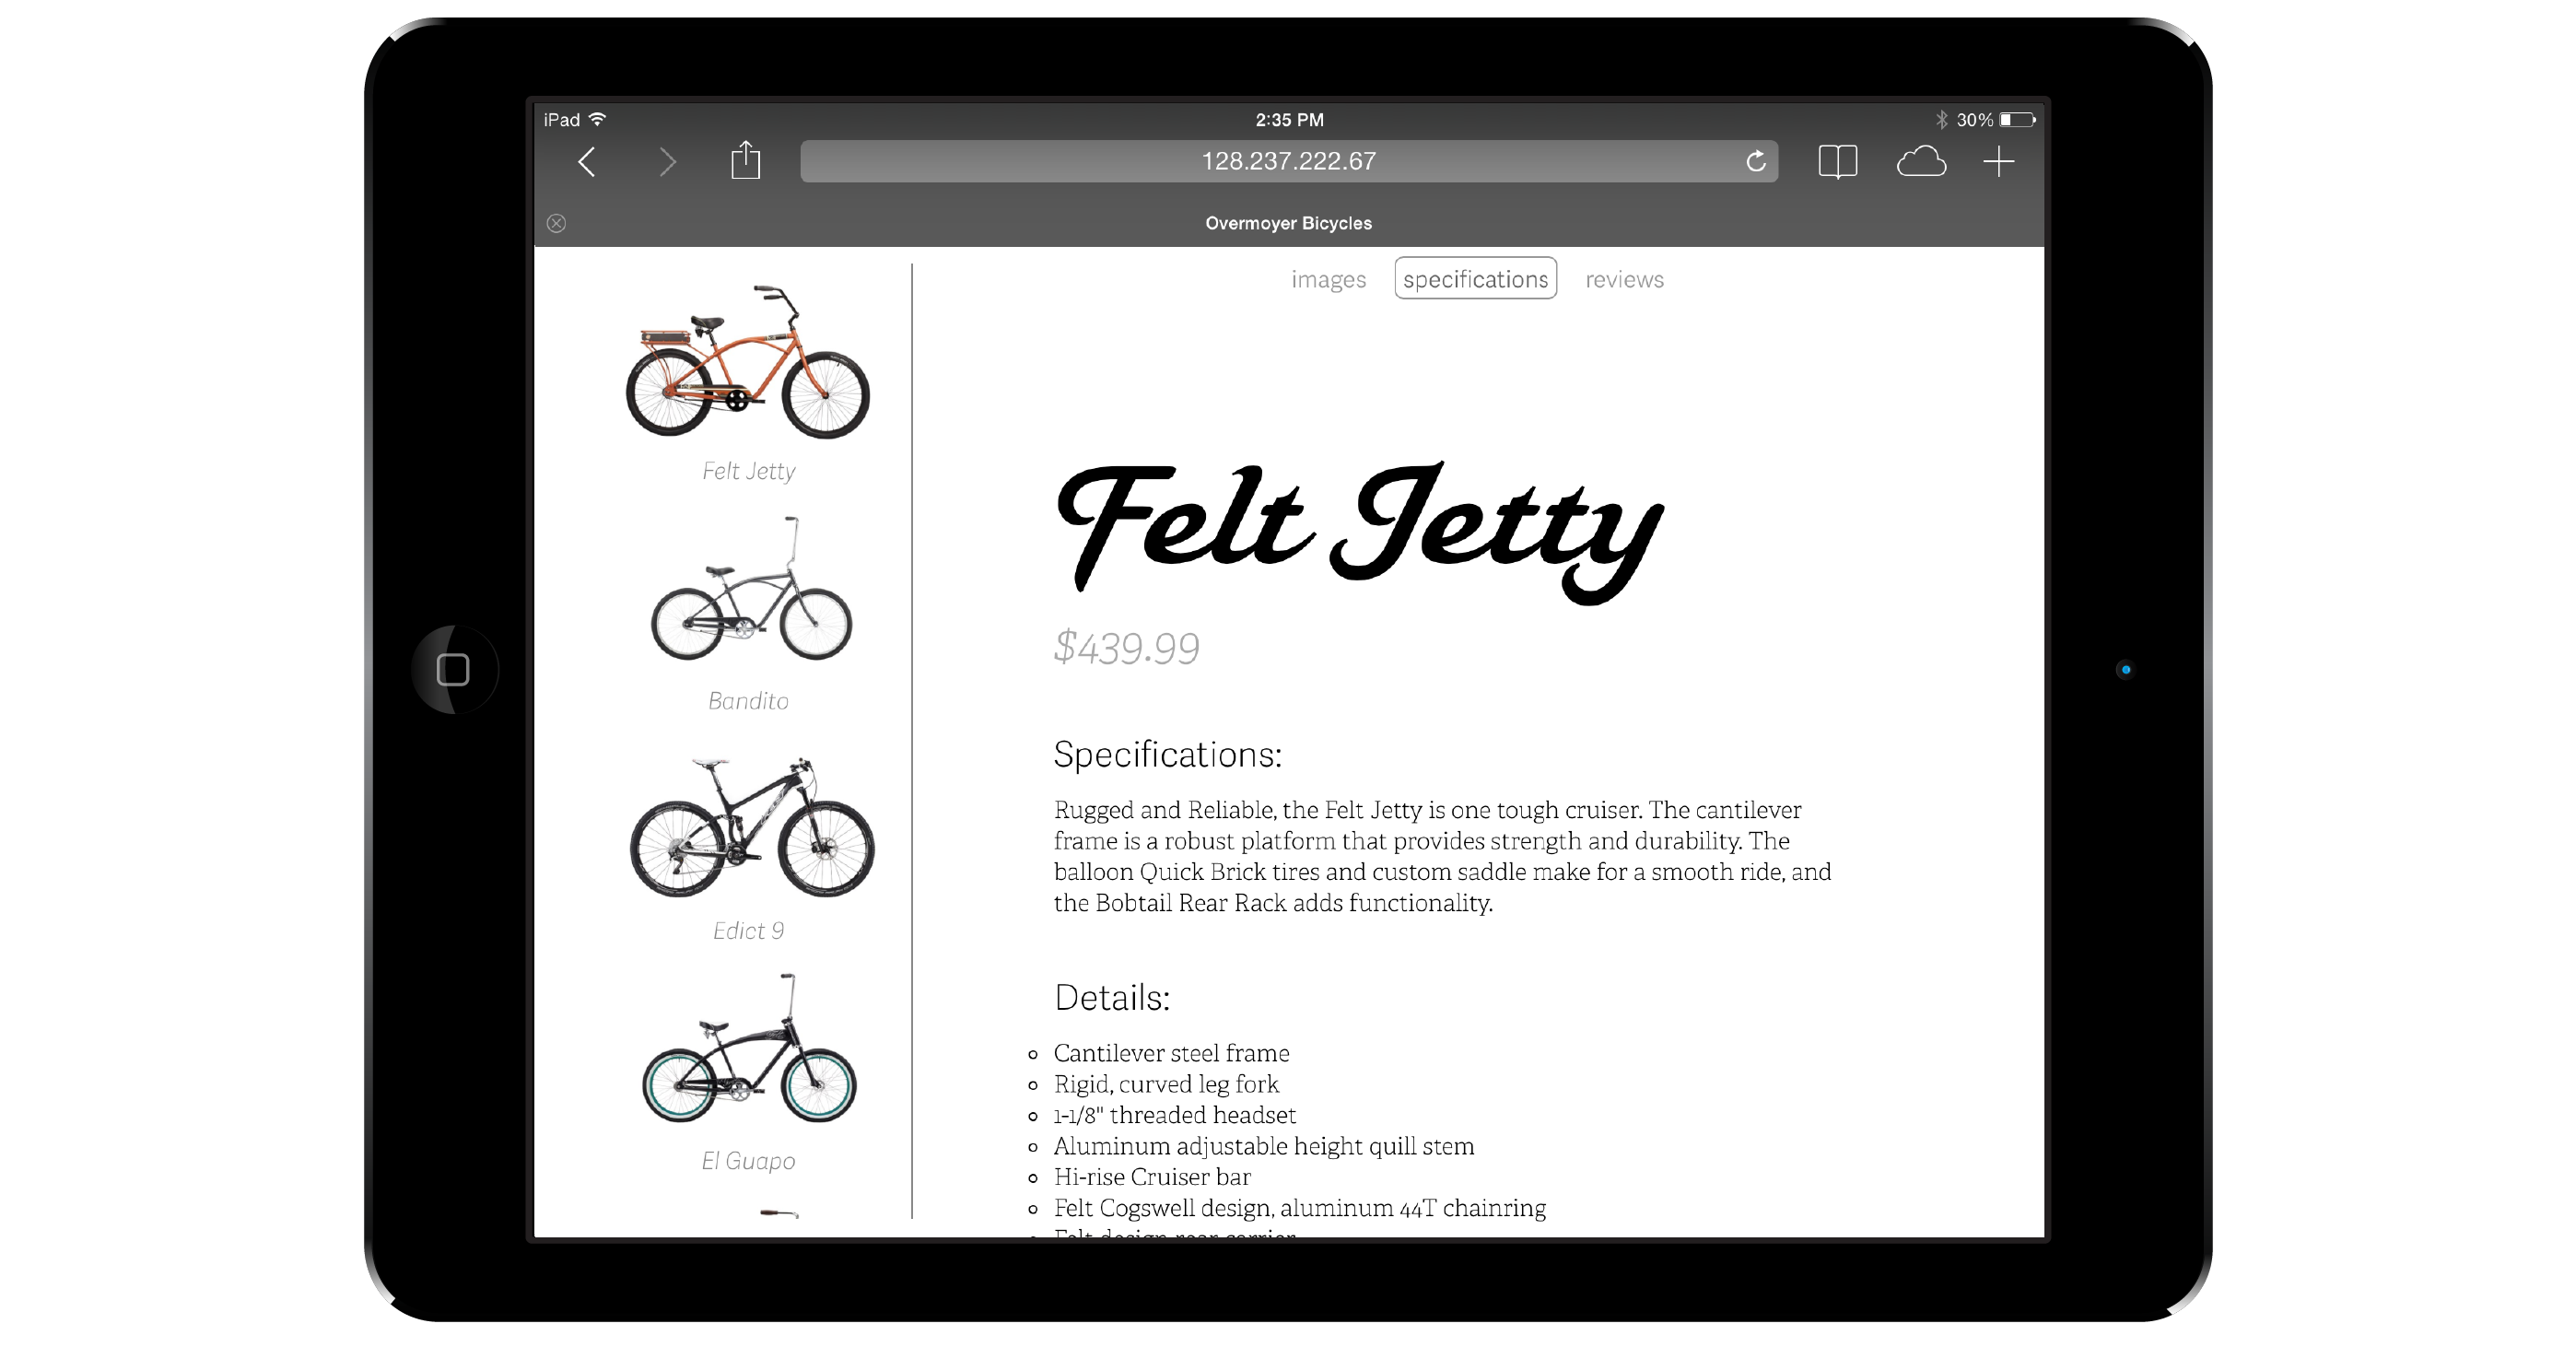 iPad
2:35 PM
30%
128.237.222.67
Overmoyer Bicycles
images specifications reviews
Felt Jetty
Bandito
Edict 9
El Guapo
Felt Jetty
$439.99
Specifications:
Rugged and Reliable, the Felt Jetty is one tough cruiser. The cantilever
frame is a robust platform that provides strength and durability. The
balloon Quick Brick tires and custom saddle make for a smooth ride, and
the Bobtail Rear Rack adds functionality.
Details:
Cantilever steel frame
Rigid, curved leg fork
1-1/8" threaded headset
Aluminum adjustable height quill stem
Hi-rise Cruiser bar
Felt Cogswell design, aluminum 44T chainring
Felt design rear carrier